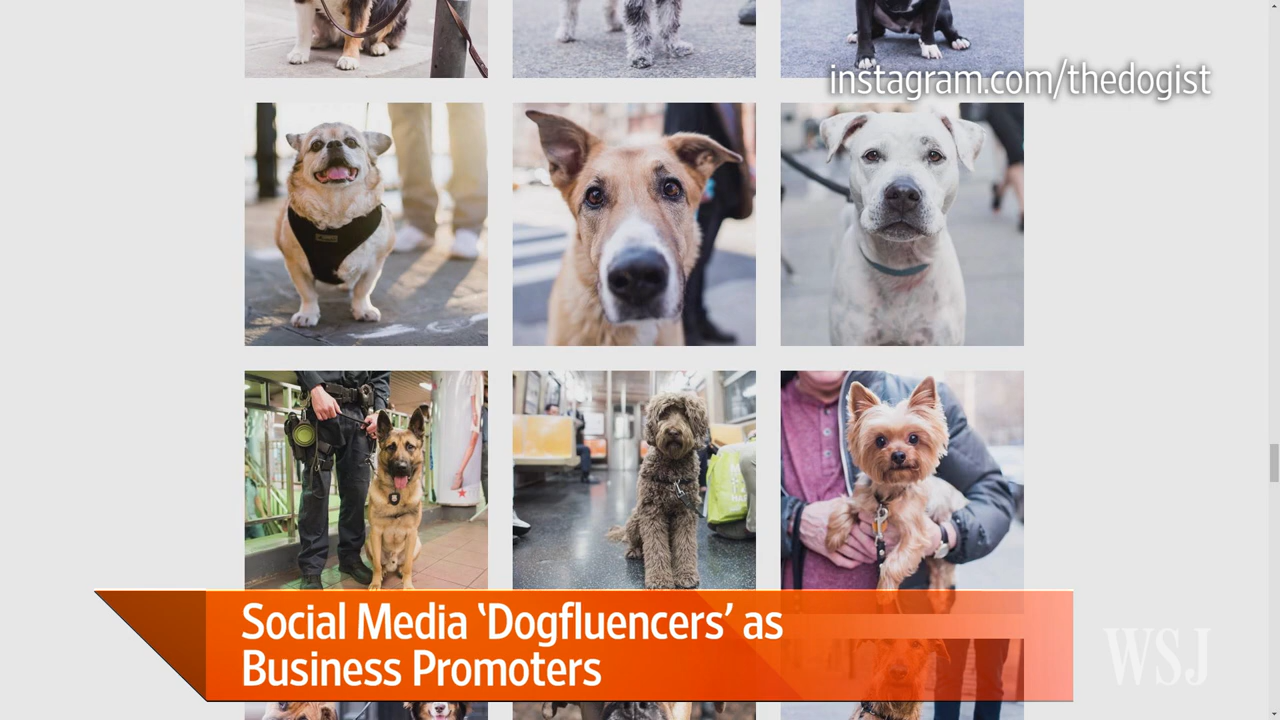 instagram.com/thedogist
Social Media ‘Dogfluencers’ as
Business Promoters
WSJ